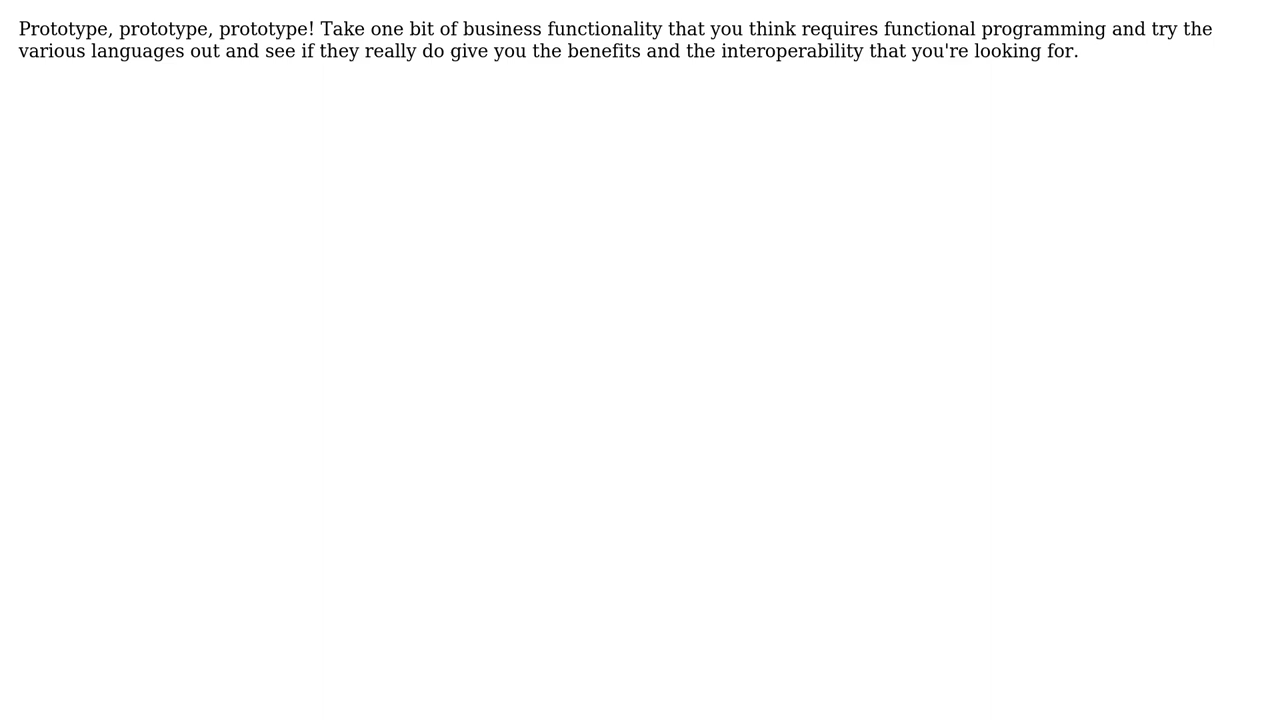 Prototype, prototype, prototype! Take one bit of business functionality that you think requires functional programming and try the
various languages out and see if they really do give you the benefits and the interoperability that you're looking for.